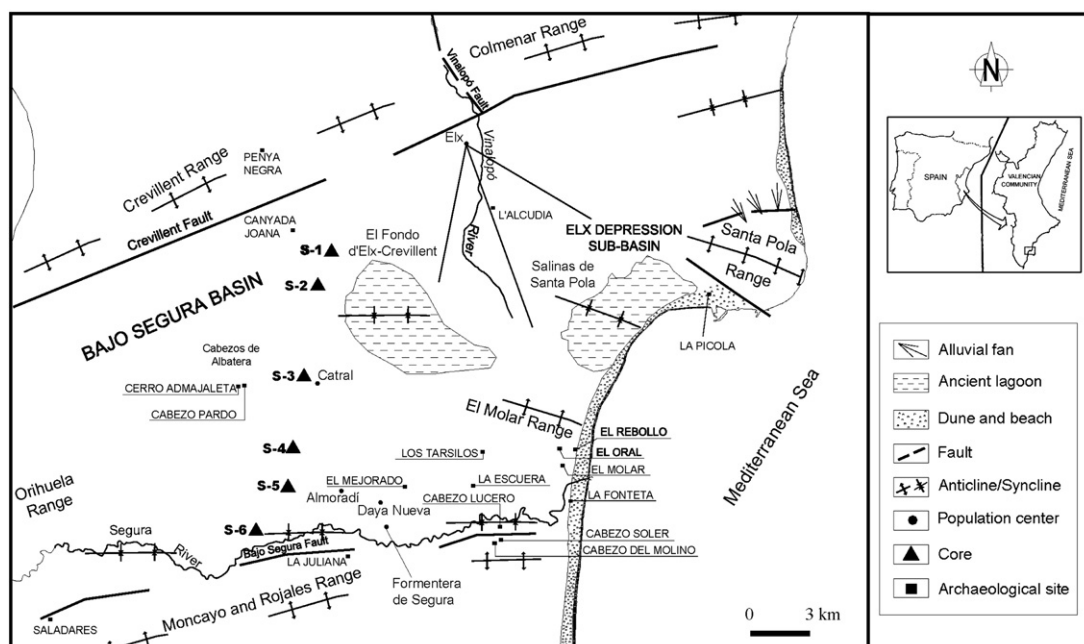 Colmenar Range
Vinalopó Fault
Elx
Vinalopó
River
PENYA
NEGRA
Crevillent Range
Crevillent Fault
CANYADA
JOANA
L'ALCUDIA
S-1
El Fondo
d'Elx-Crevillent
ELX DEPRESSION
SUB-BASIN
Santa Pola
Range
S-2
Salinas de
Santa Pola
BAJO SEGURA BASIN
LA PICOLA
Cabezos de
Albatera
S-3
Catral
CERRO ADMAJALETA
CABEZO PARDO
El Molar Range
Mediterranean Sea
EL REBOLLO
S-4
LOS TARSILOS
EL ORAL
EL MOLAR
Orihuela
Range
S-5
EL MEJORADO
LA ESCUERA
Almoradí
CABEZO LUCERO
LA FONTETA
Daya Nueva
S-6
Segura
River
Bajo Segura Fault
CABEZO SOLER
LA JULIANA
CABEZO DEL MOLINO
Formentera
de Segura
Moncayo and Rojales Range
SALADARES
0 3 km
N
SPAIN
VALENCIAN
COMMUNITY
MEDITERRANEAN SEA
Alluvial fan
Ancient lagoon
Dune and beach
Fault
Anticline/Syncline
Population center
Core
Archaeological site